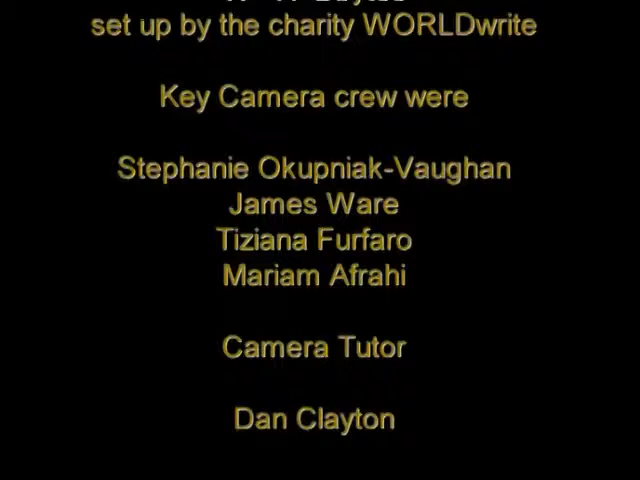 set up by the charity WORLDwrite
Key Camera crew were
Stephanie Okupniak-Vaughan
James Ware
Tiziana Furfaro
Mariam Afrahi
Camera Tutor
Dan Clayton